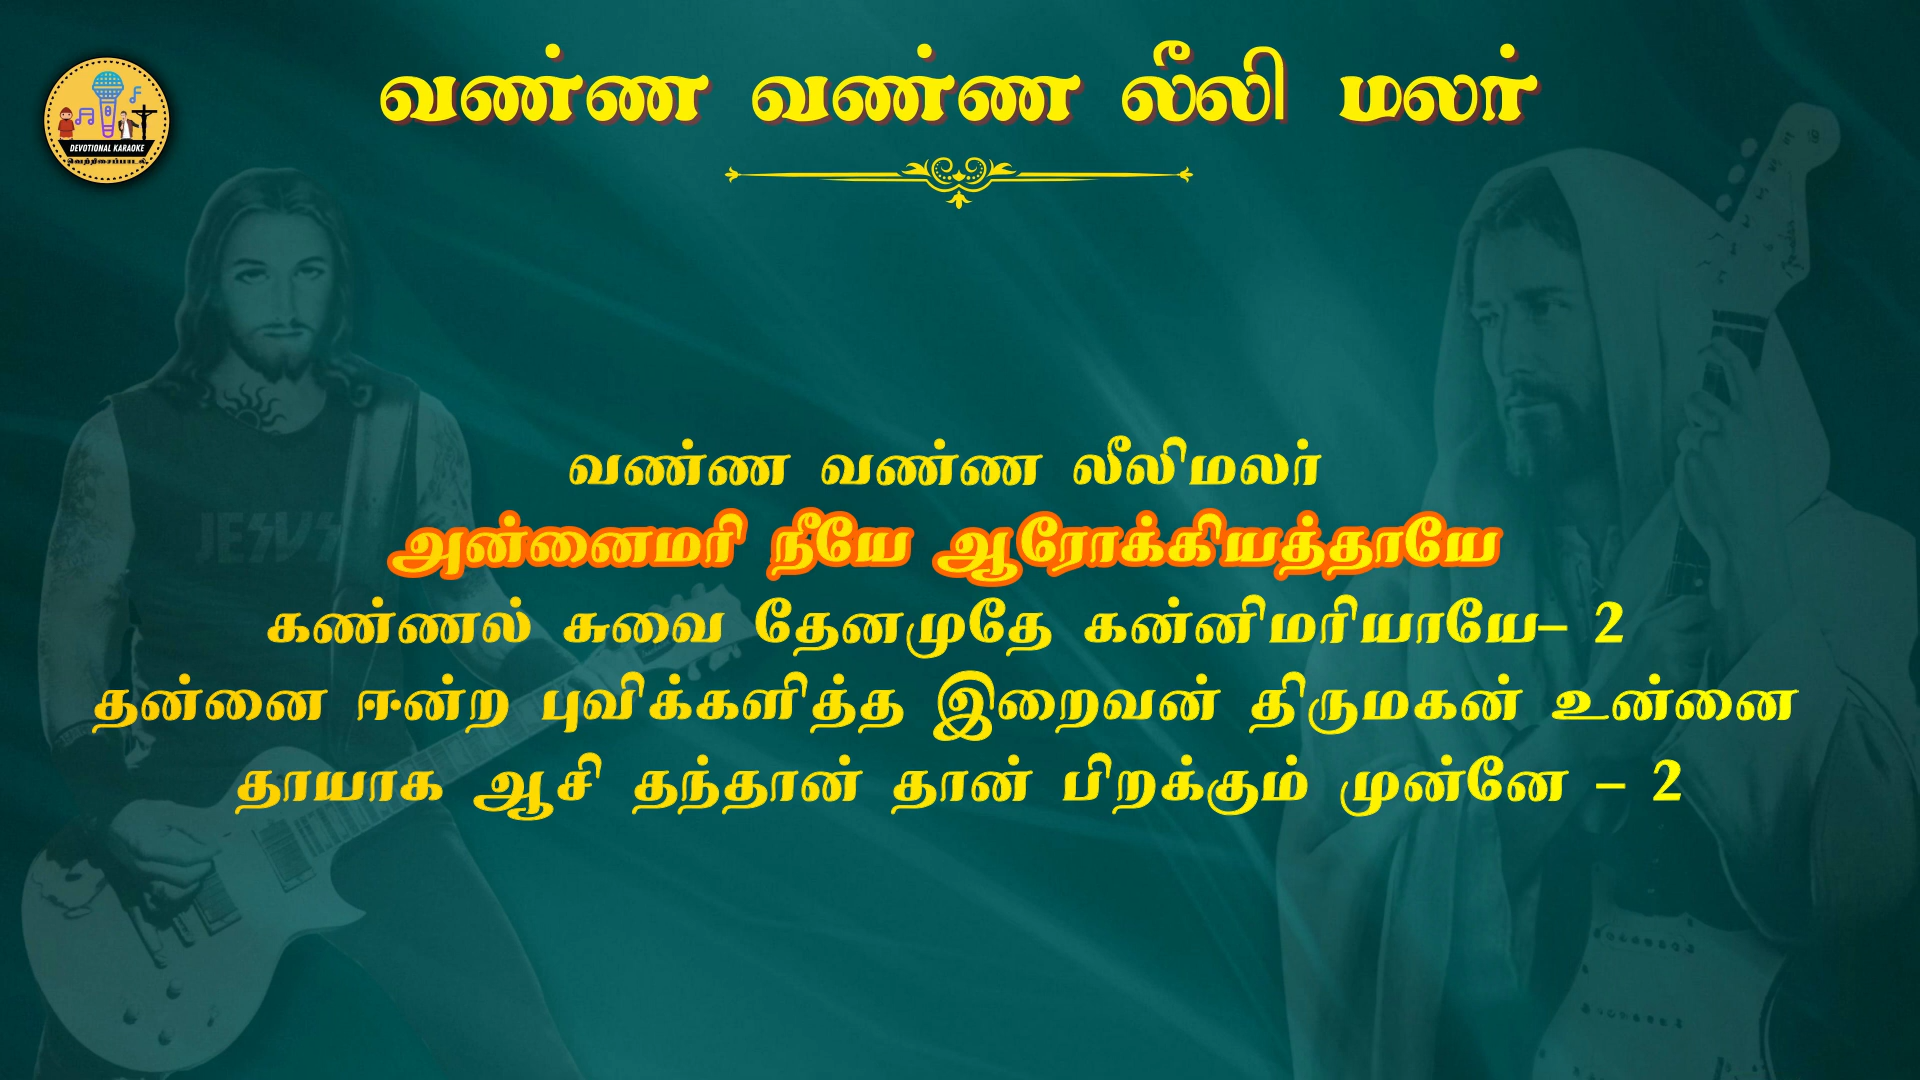 வண்ண வண்ண லீலி மலர்
DEVOTIONAL KARAOKE
வெற்றிசைப்பாடல்
JESUS
வண்ண வண்ண லீலிமலர்
அன்னைமரி நீயே ஆரோக்கியத்தாயே
கண்ணல் சுவை தேனமுதே கன்னிமரியாயே– 2
தன்னை ஈன்ற புவிக்களித்த இறைவன் திருமகன் உன்னை
தாயாக ஆசி தந்தான் தான் பிறக்கும் முன்னே – 2